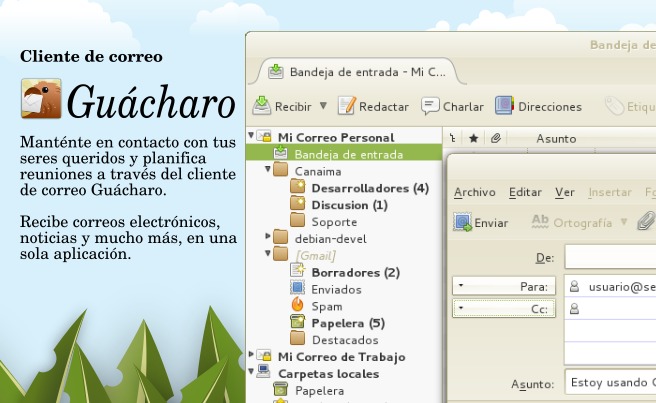 Cliente de correo
Guácharo
Manténte en contacto con tus
seres queridos y planifica
reuniones a través del cliente
de correo Guácharo.
Recibe correos electrónicos,
noticias y mucho más, en una
sola aplicación.
Bandeja de
Bandeja de entrada - Mi C...
Recibir Redactar Charlar Direcciones Etiqu
Asunto
Mi Correo Personal
Bandeja de entrada
Canaima
Desarrolladores (4)
Discusion (1)
Soporte
debian-devel
[Gmail]
Borradores (2)
Enviados
Spam
Papelera (5)
Destacados
Mi Correo de Trabajo
Carpetas locales
Papelera
Archivo Editar Ver Insertar Fo
Enviar Ortografía
De:
Para: usuario@se
Cc:
Asunto: Estoy usando